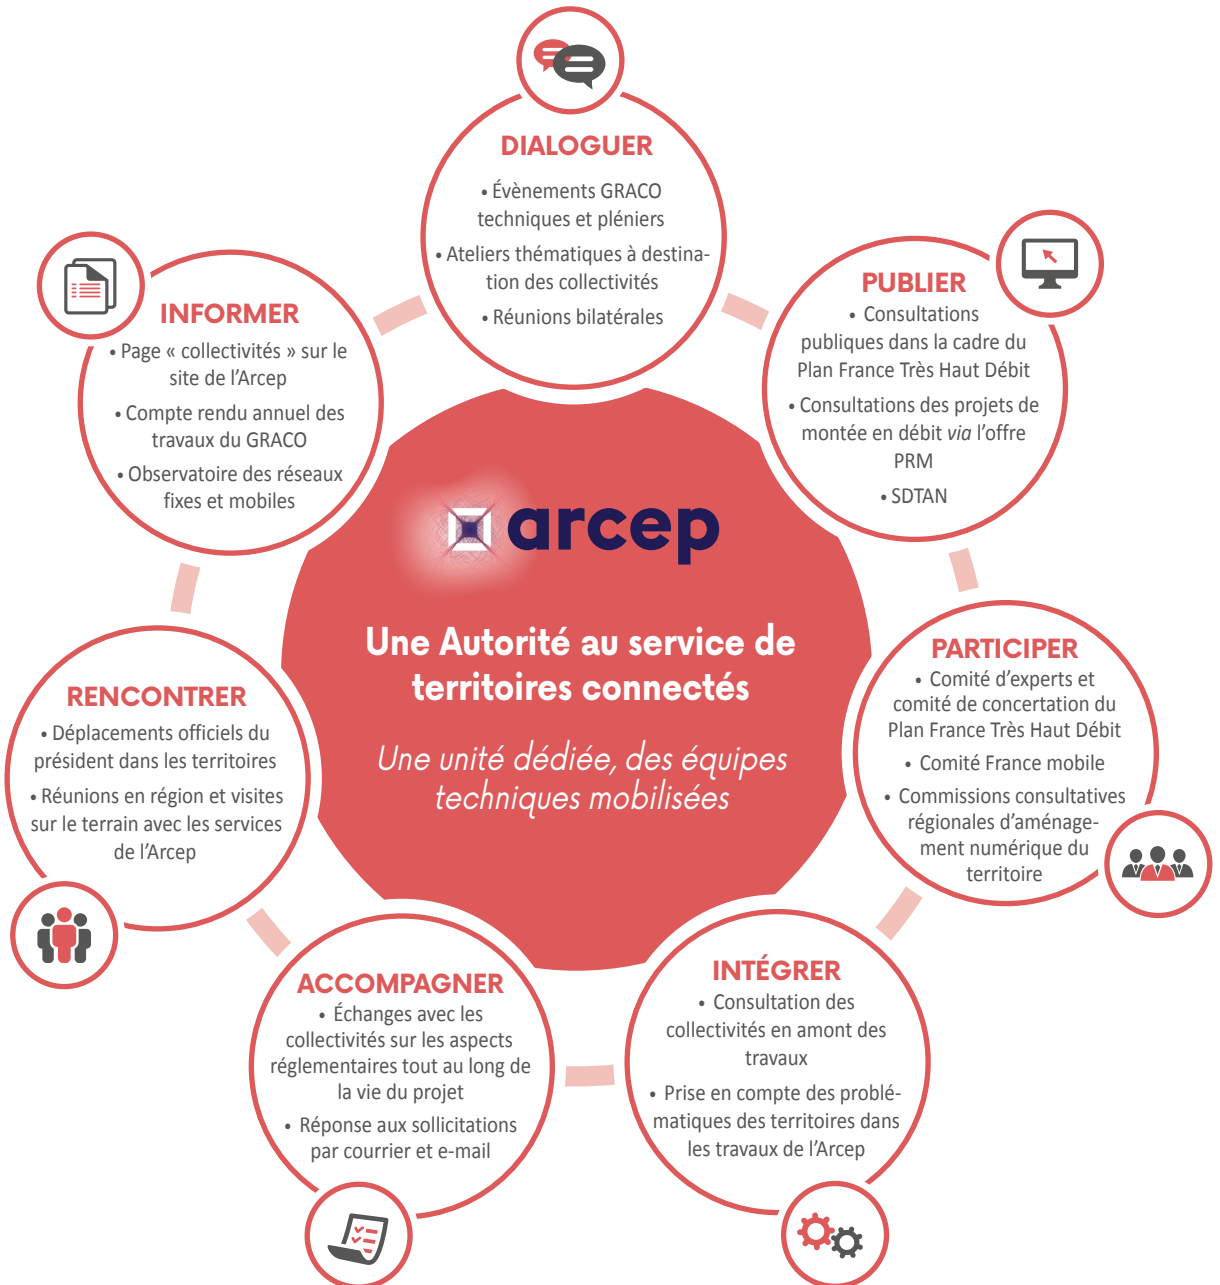 DIALOGUER
• Évènements GRACO
techniques et pléniers
• Ateliers thématiques à destina-
tion des collectivités
• Réunions bilatérales
PUBLIER
• Consultations
publiques dans la cadre du
Plan France Très Haut Débit
• Consultations des projets de
montée en débit via l’offre
PRM
• SDTAN
PARTICIPER
• Comité d’experts et
comité de concertation du
Plan France Très Haut Débit
• Comité France mobile
• Commissions consultatives
régionales d’aménage-
ment numérique du
territoire
INTÉGRER
• Consultation des
collectivités en amont des
travaux
• Prise en compte des problé-
matiques des territoires dans
les travaux de l’Arcep
ACCOMPAGNER
• Échanges avec les
collectivités sur les aspects
réglementaires tout au long de
la vie du projet
• Réponse aux sollicitations
par courrier et e-mail
RENCONTRER
• Déplacements officiels du
président dans les territoires
• Réunions en région et visites
sur le terrain avec les services
de l’Arcep
INFORMER
• Page « collectivités » sur le
site de l’Arcep
• Compte rendu annuel des
travaux du GRACO
• Observatoire des réseaux
fixes et mobiles
arcep
Une Autorité au service de
territoires connectés
Une unité dédiée, des équipes
techniques mobilisées